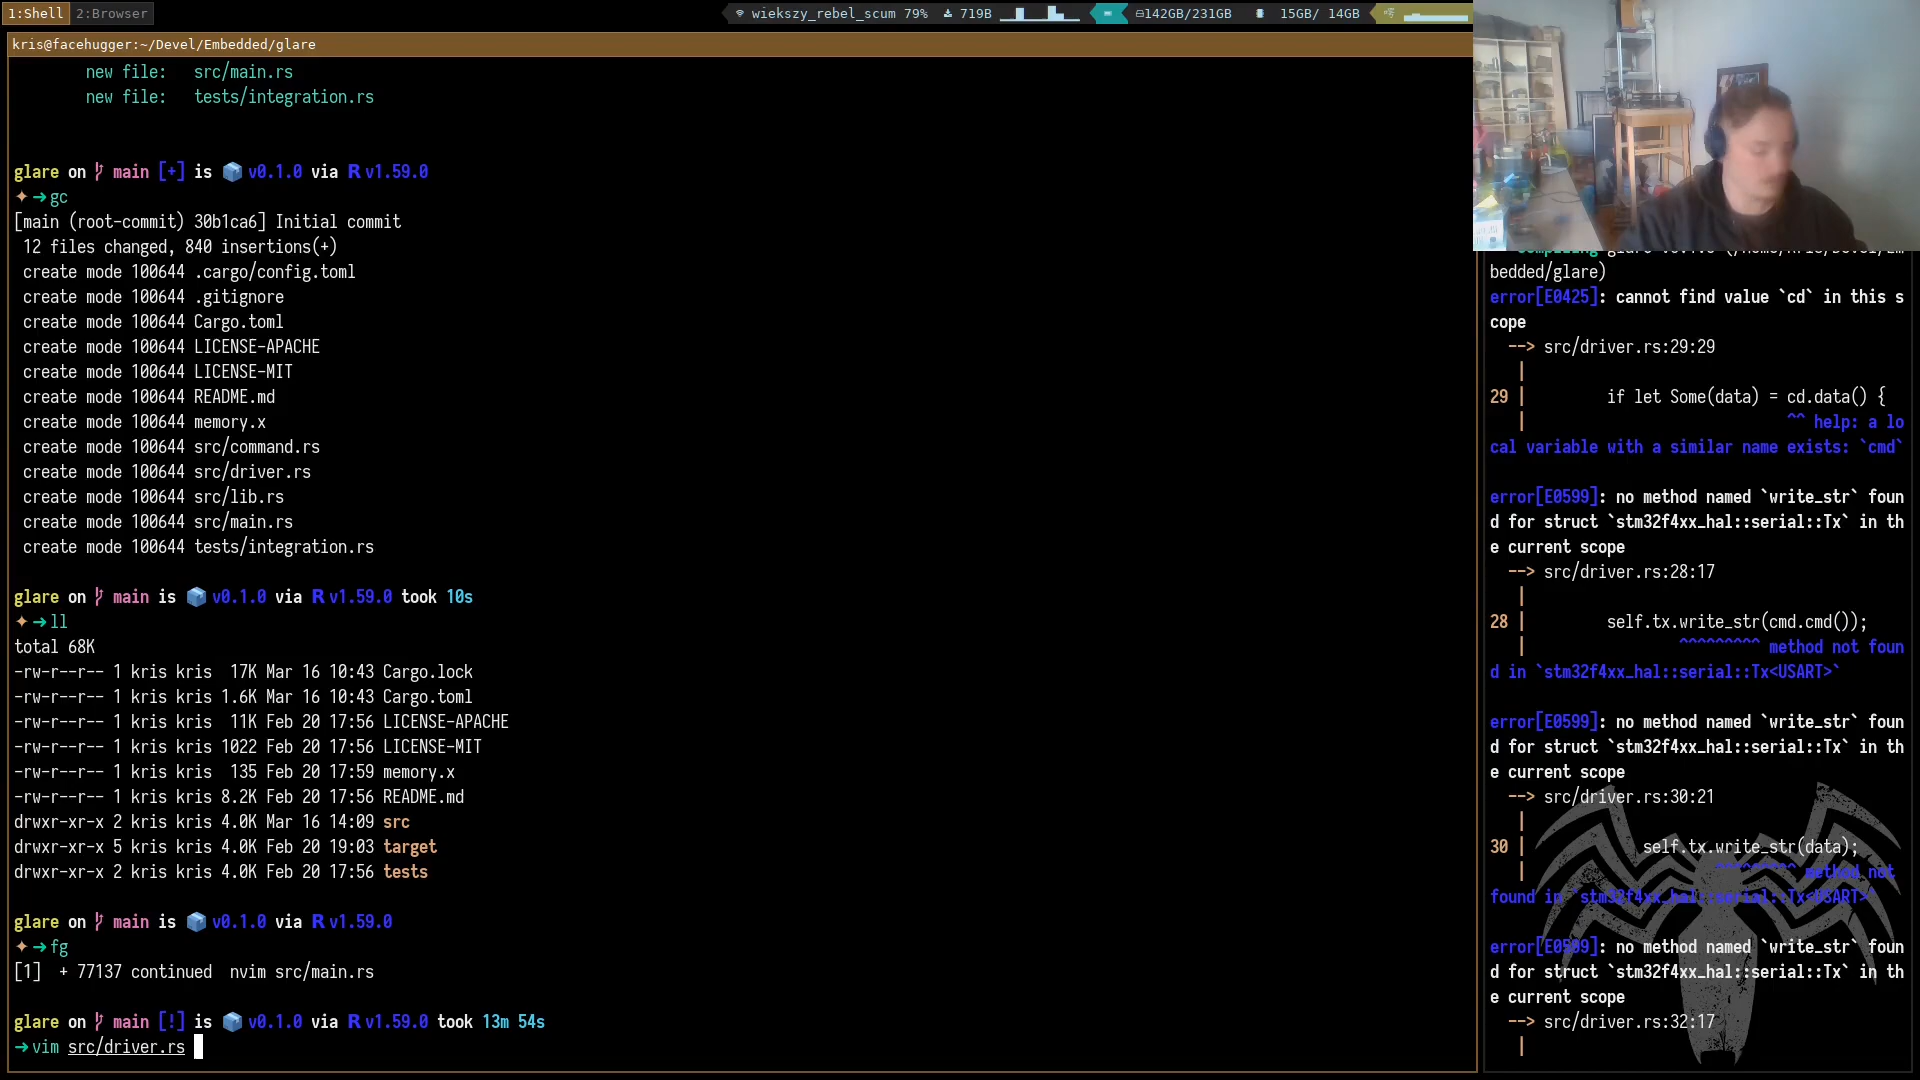 1:Shell 2:Browser
wiekszy_rebel_scum 79% 719B 142GB/231GB 15GB/ 14GB
kris@facehugger:~/Devel/Embedded/glare
new file:   src/main.rs
new file:   tests/integration.rs
glare on main [+] is v0.1.0 via R v1.59.0
✦ ➜ gc
[main (root-commit) 30b1ca6] Initial commit
12 files changed, 840 insertions(+)
create mode 100644 .cargo/config.toml
create mode 100644 .gitignore
create mode 100644 Cargo.toml
create mode 100644 LICENSE-APACHE
create mode 100644 LICENSE-MIT
create mode 100644 README.md
create mode 100644 memory.x
create mode 100644 src/command.rs
create mode 100644 src/driver.rs
create mode 100644 src/lib.rs
create mode 100644 src/main.rs
create mode 100644 tests/integration.rs
glare on main is v0.1.0 via R v1.59.0 took 10s
✦ ➜ ll
total 68K
-rw-r--r-- 1 kris kris  17K Mar 16 10:43 Cargo.lock
-rw-r--r-- 1 kris kris 1.6K Mar 16 10:43 Cargo.toml
-rw-r--r-- 1 kris kris  11K Feb 20 17:56 LICENSE-APACHE
-rw-r--r-- 1 kris kris 1022 Feb 20 17:56 LICENSE-MIT
-rw-r--r-- 1 kris kris  135 Feb 20 17:59 memory.x
-rw-r--r-- 1 kris kris 8.2K Feb 20 17:56 README.md
drwxr-xr-x 2 kris kris 4.0K Mar 16 14:09 src
drwxr-xr-x 5 kris kris 4.0K Feb 20 19:03 target
drwxr-xr-x 2 kris kris 4.0K Feb 20 17:56 tests
glare on main is v0.1.0 via R v1.59.0
✦ ➜ fg
[1]  + 77137 continued  nvim src/main.rs
glare on main [!] is v0.1.0 via R v1.59.0 took 13m 54s
➜ vim src/driver.rs
bedded/glare)
error[E0425]: cannot find value `cd` in this s
cope
--> src/driver.rs:29:29
|
29 |         if let Some(data) = cd.data() {
|                             ^^ help: a lo
cal variable with a similar name exists: `cmd`
error[E0599]: no method named `write_str` foun
d for struct `stm32f4xx_hal::serial::Tx` in th
e current scope
--> src/driver.rs:28:17
|
28 |         self.tx.write_str(cmd.cmd());
|                 ^^^^^^^^^ method not foun
d in `stm32f4xx_hal::serial::Tx<USART>`
error[E0599]: no method named `write_str` foun
d for struct `stm32f4xx_hal::serial::Tx` in th
e current scope
--> src/driver.rs:30:21
|
30 |             self.tx.write_str(data);
|                     ^^^^^^^^^ method not
found in `stm32f4xx_hal::serial::Tx<USART>`
error[E0599]: no method named `write_str` foun
d for struct `stm32f4xx_hal::serial::Tx` in th
e current scope
--> src/driver.rs:32:17
|